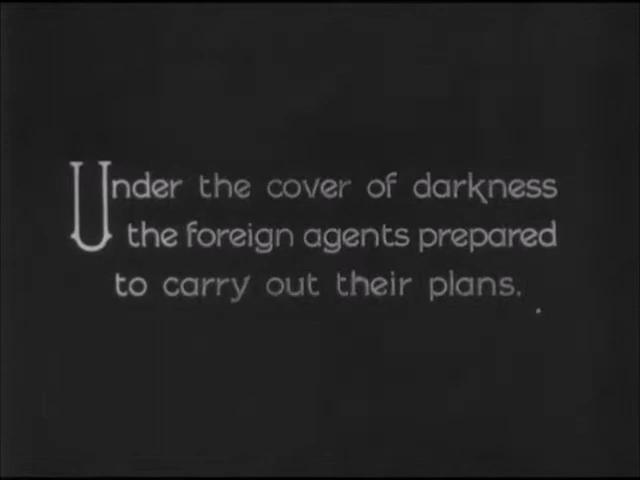 Under the cover of darkness
the foreign agents prepared
to carry out their plans.